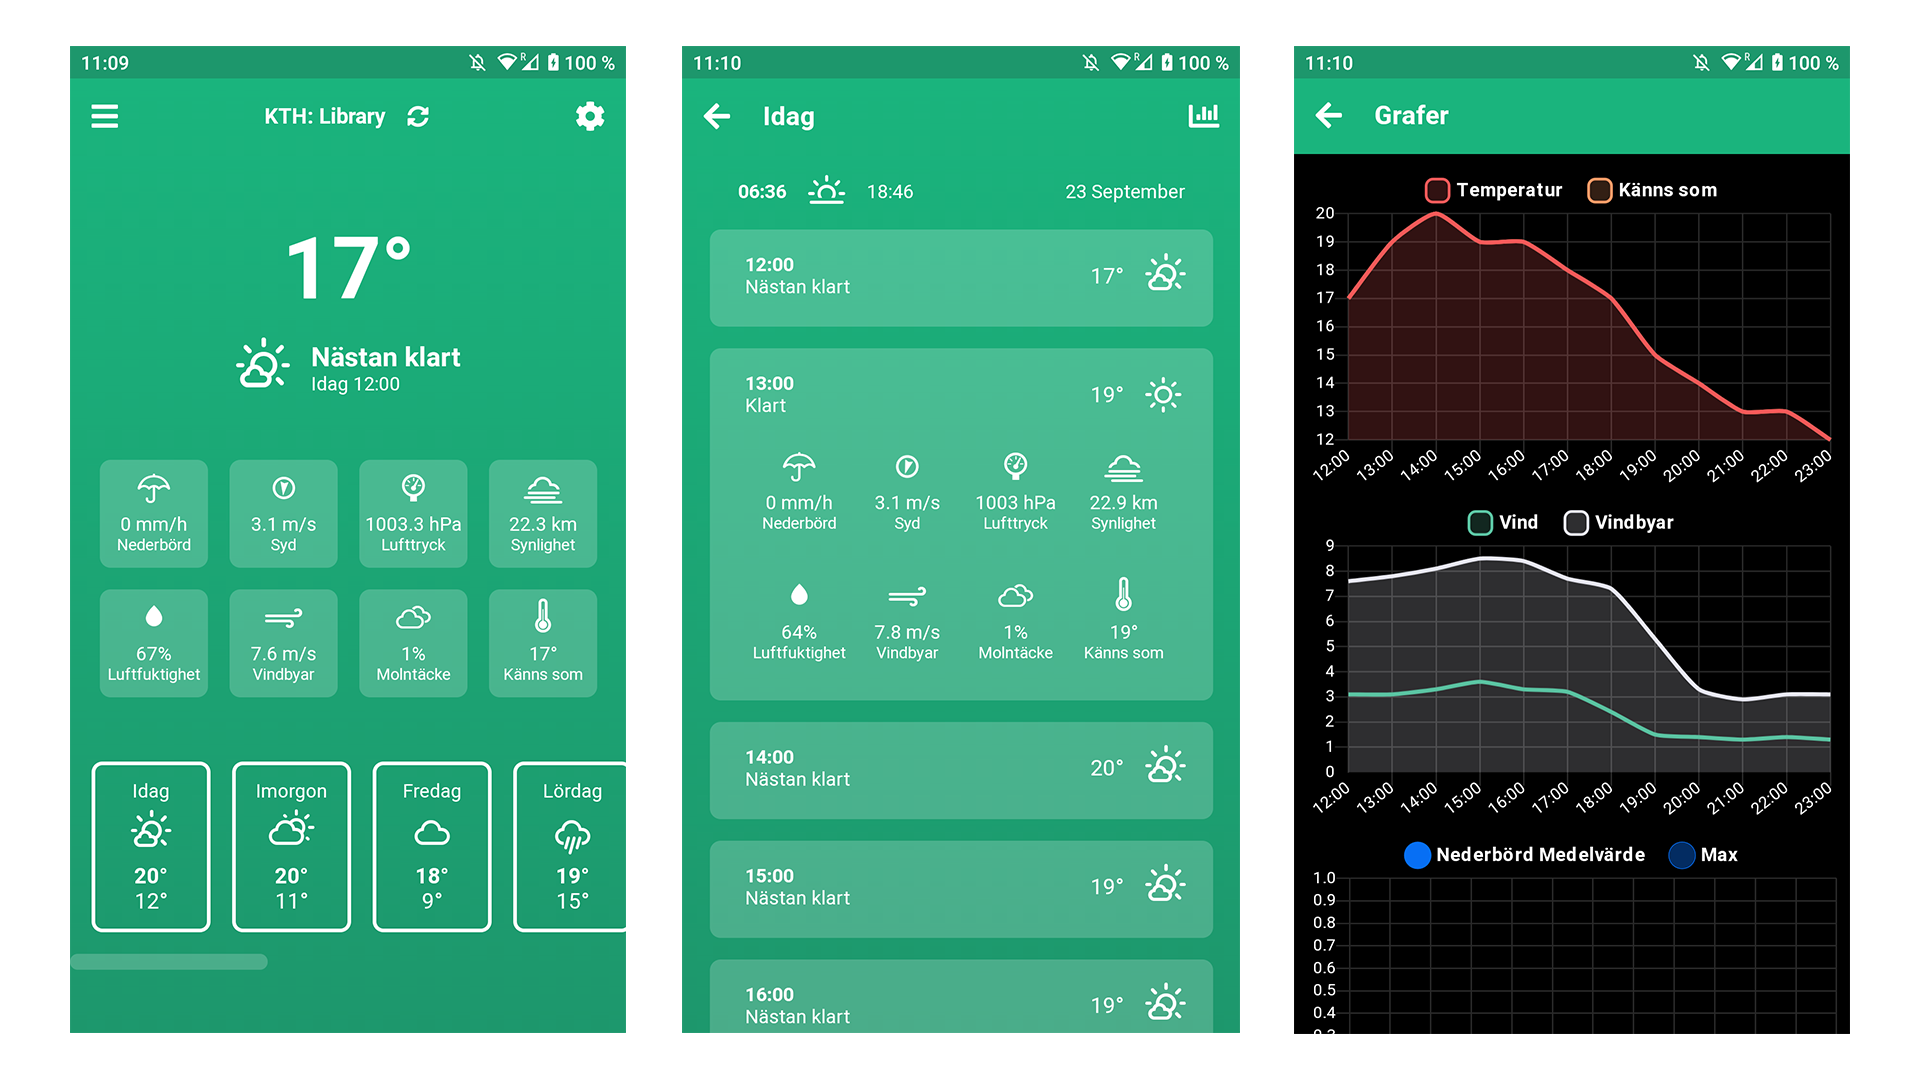 11:09
R
100 %
KTH: Library
17°
Nästan klart
Idag 12:00
0 mm/h
Nederbörd
3.1 m/s
Syd
1003.3 hPa
Lufttryck
22.3 km
Synlighet
67%
Luftfuktighet
7.6 m/s
Vindbyar
1%
Molntäcke
17°
Känns som
Idag
20°
12°
Imorgon
20°
11°
Fredag
18°
9°
Lördag
19°
15°
11:10
R
100 %
Idag
06:36
18:46
23 September
12:00
Nästan klart
17°
13:00
Klart
19°
0 mm/h
Nederbörd
3.1 m/s
Syd
1003 hPa
Lufttryck
22.9 km
Synlighet
64%
Luftfuktighet
7.8 m/s
Vindbyar
1%
Molntäcke
19°
Känns som
14:00
Nästan klart
20°
15:00
Nästan klart
19°
16:00
Nästan klart
19°
11:10
R
100 %
Grafer
Temperatur
Känns som
20
19
18
17
16
15
14
13
12
12:00 13:00 14:00 15:00 16:00 17:00 18:00 19:00 20:00 21:00 22:00 23:00
Vind
Vindbyar
9
8
7
6
5
4
3
2
1
0
12:00 13:00 14:00 15:00 16:00 17:00 18:00 19:00 20:00 21:00 22:00 23:00
Nederbörd Medelvärde
Max
1.0
0.9
0.8
0.7
0.6
0.5
0.4